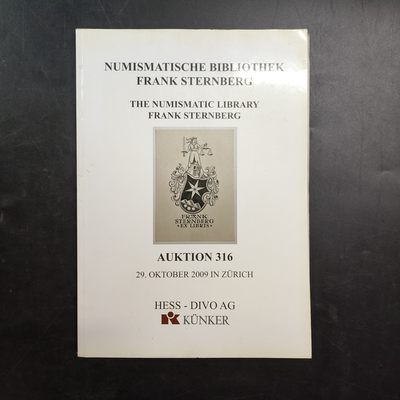 NUMISMATISCHE BIBLIOTHEK
FRANK STERNBERG
THE NUMISMATIC LIBRARY
FRANK STERNBERG
FRANK
STERNBERG
EX LIBRIS
AUKTION 316
29. OKTOBER 2009 IN ZÜRICH
HESS - DIVO AG
KÜNKER